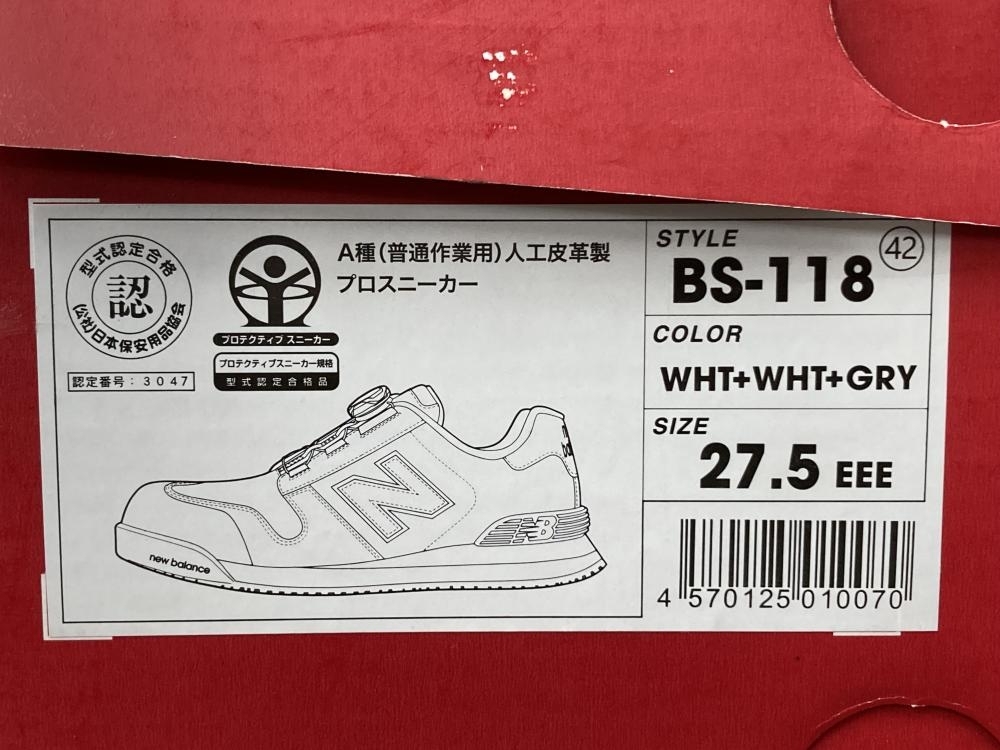 型式認定合格
認
(公社)日本保安用品協会
認定番号:3047
プロテクティブ スニーカー
プロテクティブスニーカー規格
型式認定合格品
A種(普通作業用)人工皮革製
プロスニーカー
new balance
N
NB
STYLE
BS-118
42
COLOR
WHT+WHT+GRY
SIZE
27.5 EEE
4 570125 010070